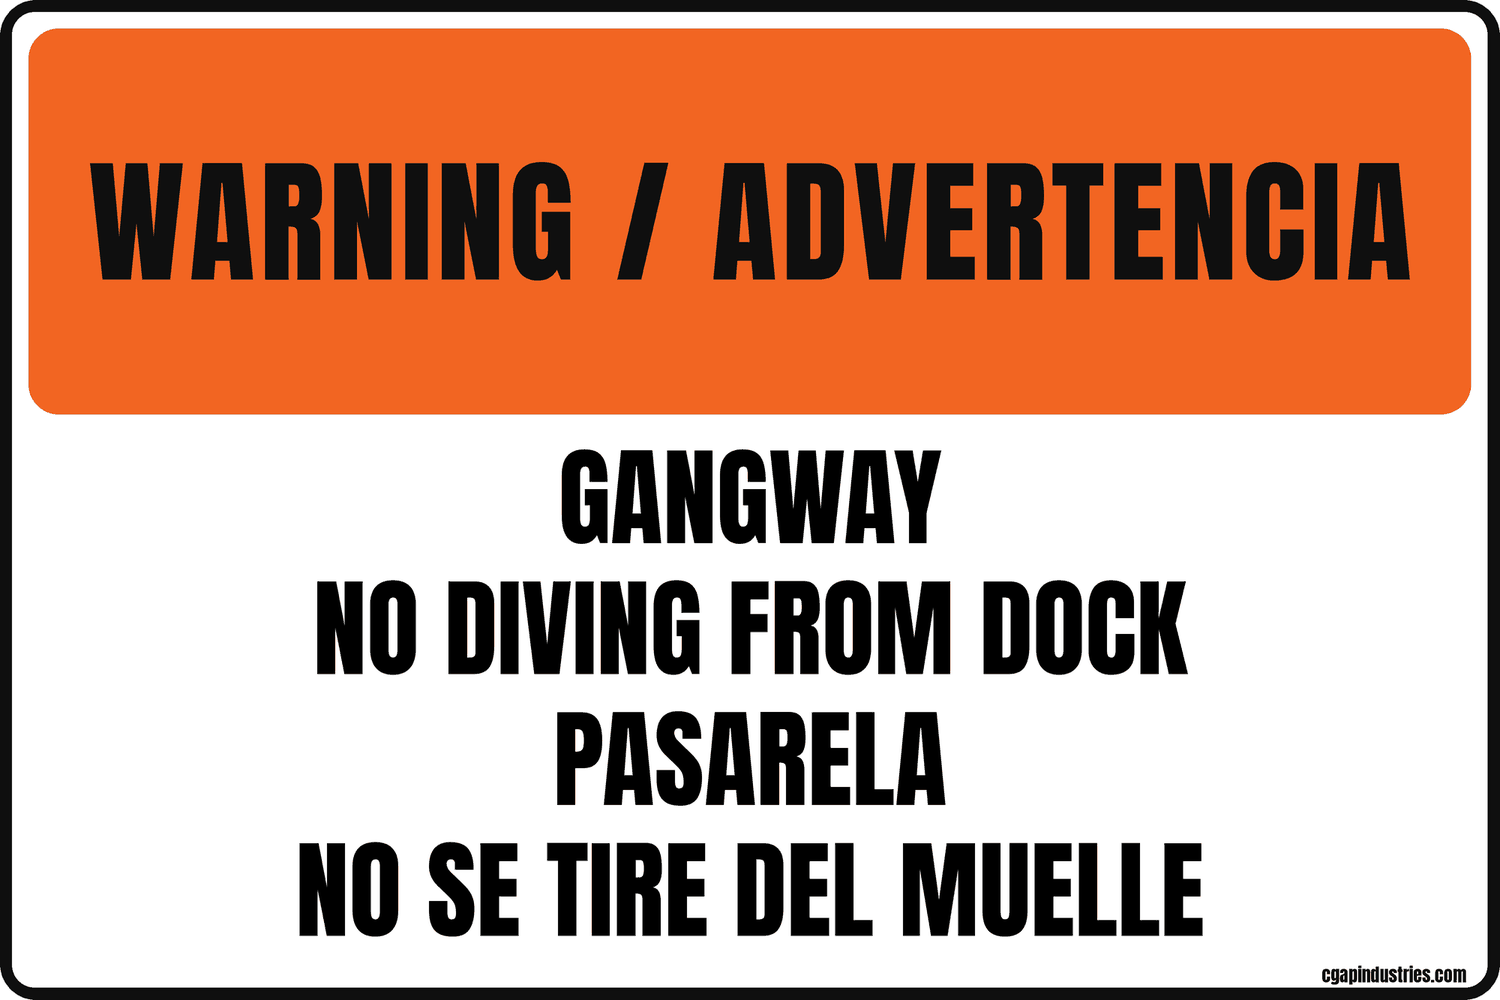 WARNING / ADVERTENCIA
GANGWAY
NO DIVING FROM DOCK
PASARELA
NO SE TIRE DEL MUELLE
cgapindustries.com